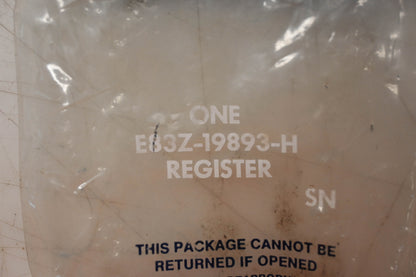 ONE
E83Z-19893-H
REGISTER
SN
THIS PACKAGE CANNOT BE
RETURNED IF OPENED